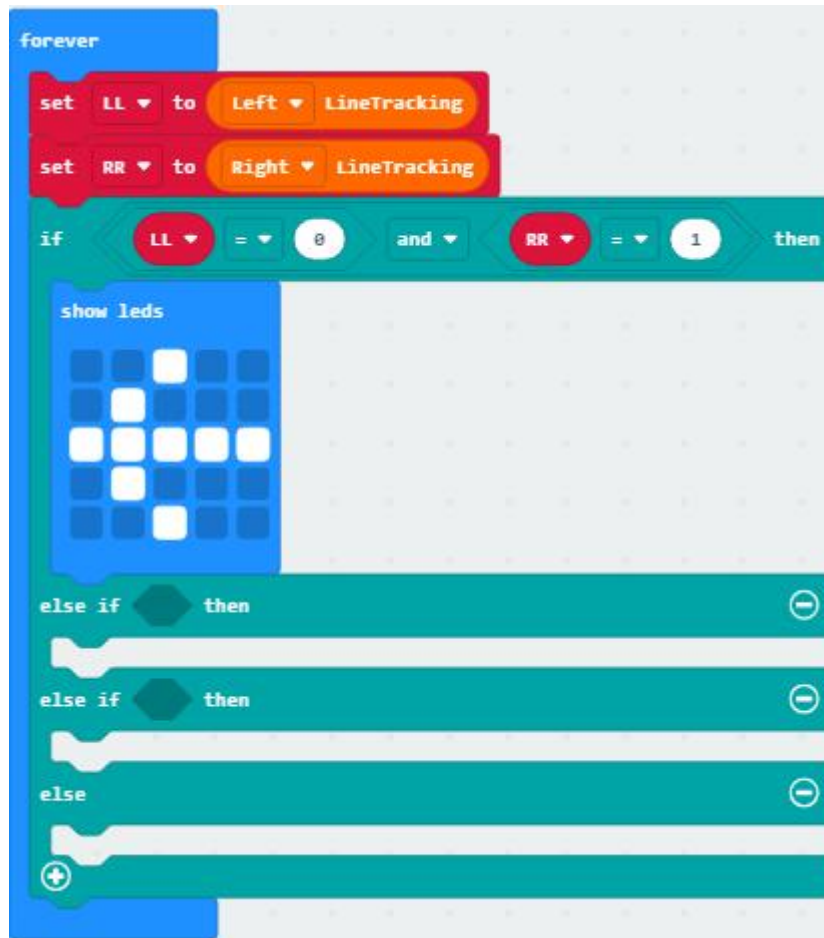 forever
set LL to Left LineTracking
set RR to Right LineTracking
if LL = 0 and RR = 1 then
show leds
else if then
else if then
else